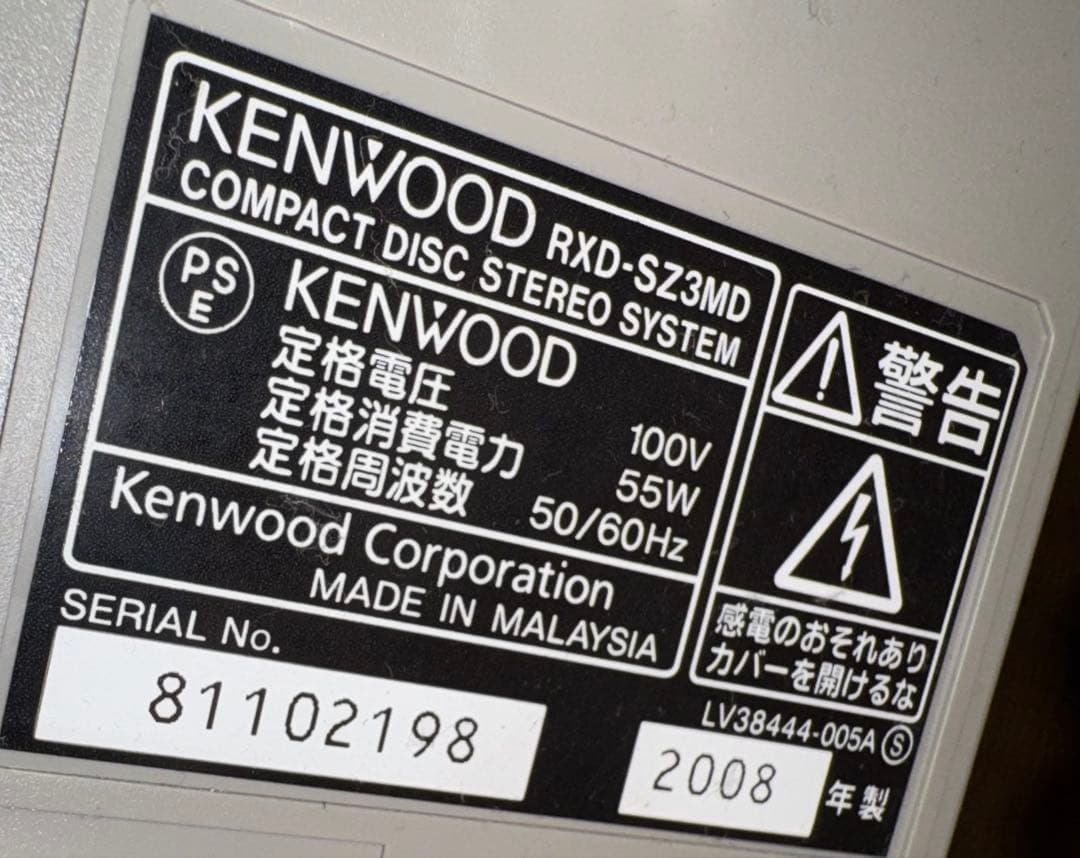 KENWOOD RXD-SZ3MD
COMPACT DISC STEREO SYSTEM
PSE
KENWOOD
定格電圧 100V
定格消費電力 55W
定格周波数 50/60Hz
Kenwood Corporation
MADE IN MALAYSIA
警告
感電のおそれあり
カバーを開けるな
LV38444-005A Ⓢ
SERIAL No.
81102198
2008 年製